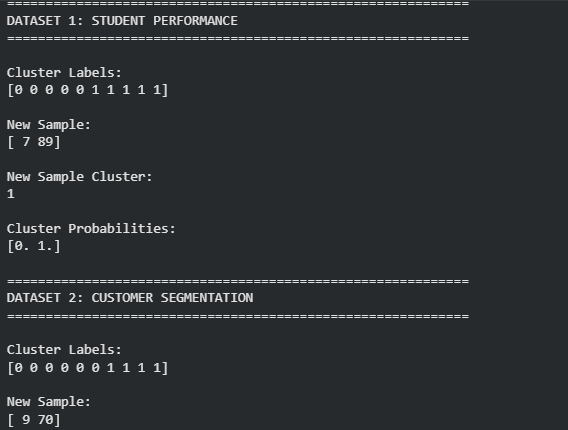 ============================================================
DATASET 1: STUDENT PERFORMANCE
============================================================
Cluster Labels:
[0 0 0 0 0 1 1 1 1 1]
New Sample:
[ 7 89]
New Sample Cluster:
1
Cluster Probabilities:
[0. 1.]
============================================================
DATASET 2: CUSTOMER SEGMENTATION
============================================================
Cluster Labels:
[0 0 0 0 0 0 1 1 1 1]
New Sample:
[ 9 70]